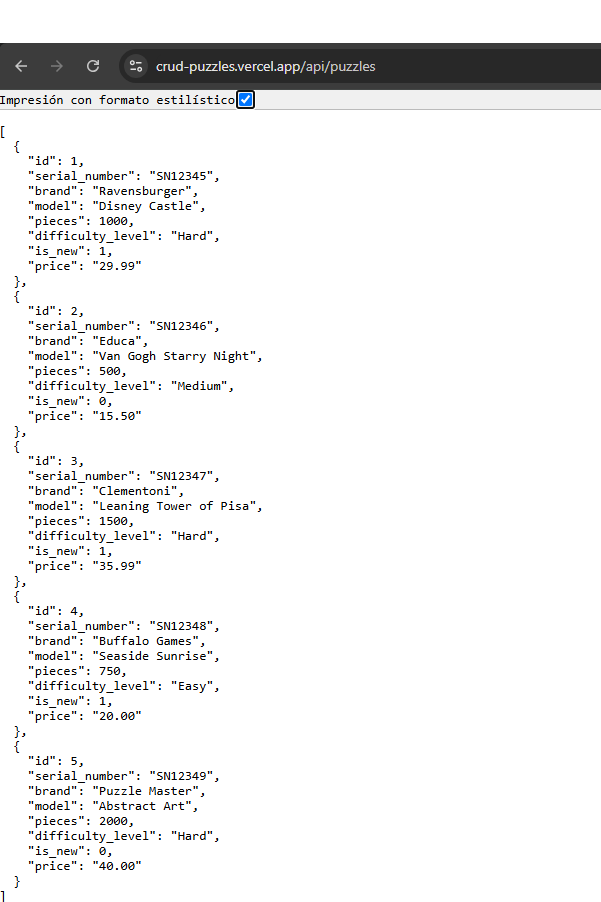 crud-puzzles.vercel.app/api/puzzles
Impresión con formato estilístico
[
  {
    "id": 1,
    "serial_number": "SN12345",
    "brand": "Ravensburger",
    "model": "Disney Castle",
    "pieces": 1000,
    "difficulty_level": "Hard",
    "is_new": 1,
    "price": "29.99"
  },
  {
    "id": 2,
    "serial_number": "SN12346",
    "brand": "Educa",
    "model": "Van Gogh Starry Night",
    "pieces": 500,
    "difficulty_level": "Medium",
    "is_new": 0,
    "price": "15.50"
  },
  {
    "id": 3,
    "serial_number": "SN12347",
    "brand": "Clementoni",
    "model": "Leaning Tower of Pisa",
    "pieces": 1500,
    "difficulty_level": "Hard",
    "is_new": 1,
    "price": "35.99"
  },
  {
    "id": 4,
    "serial_number": "SN12348",
    "brand": "Buffalo Games",
    "model": "Seaside Sunrise",
    "pieces": 750,
    "difficulty_level": "Easy",
    "is_new": 1,
    "price": "20.00"
  },
  {
    "id": 5,
    "serial_number": "SN12349",
    "brand": "Puzzle Master",
    "model": "Abstract Art",
    "pieces": 2000,
    "difficulty_level": "Hard",
    "is_new": 0,
    "price": "40.00"
  }
]